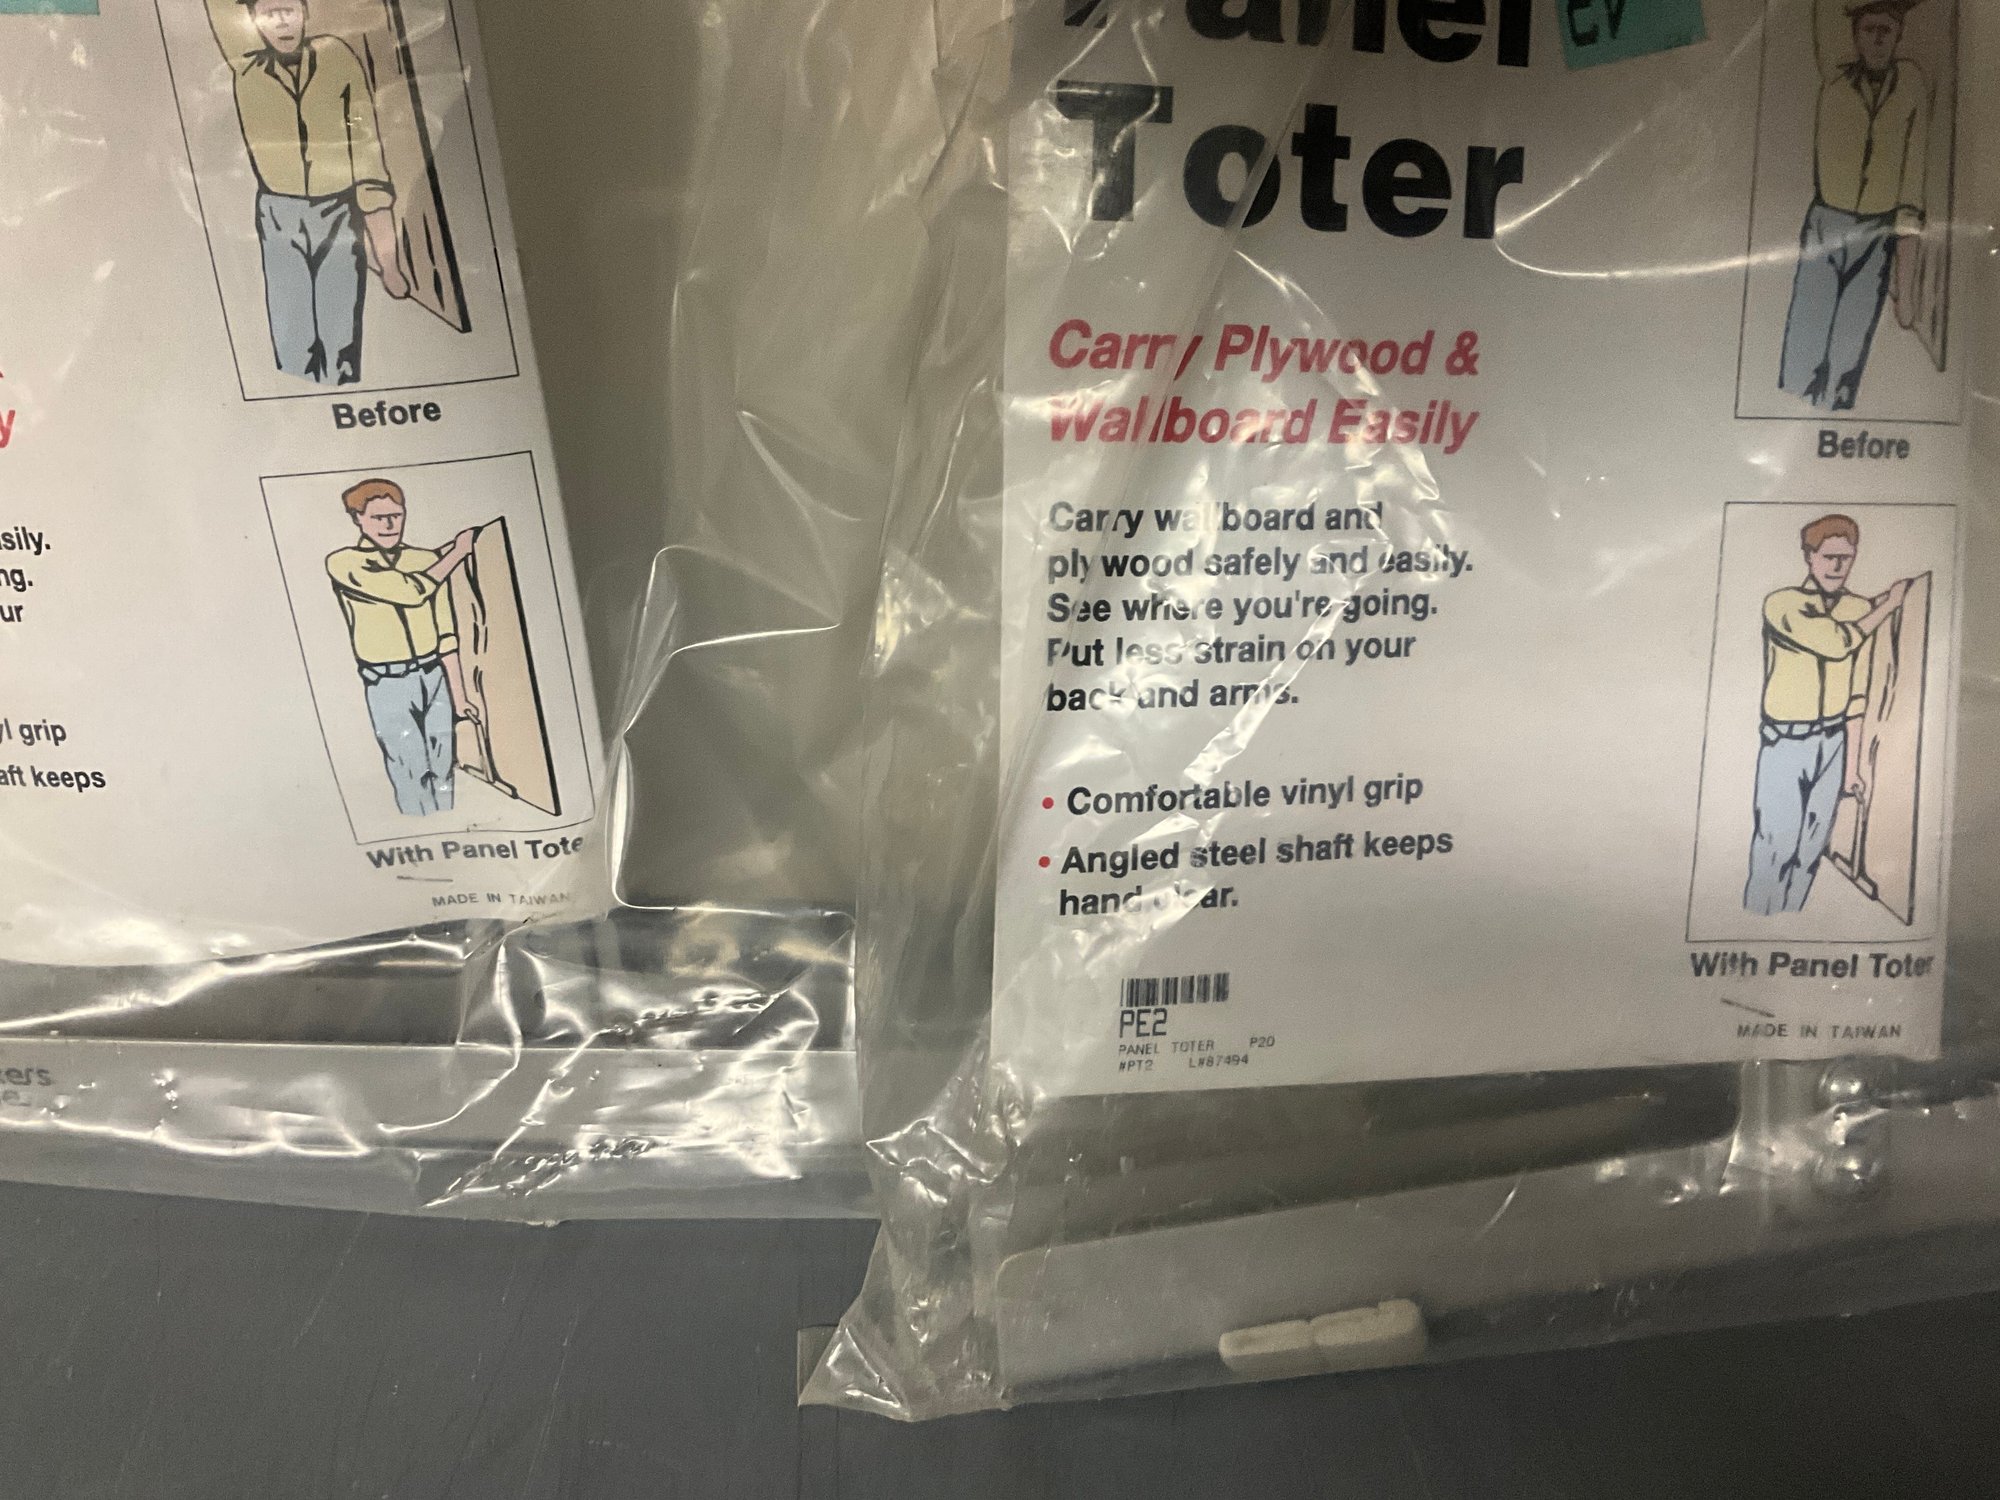 Before
sily.
ng.
ur
yl grip
aft keeps
With Panel Tote
MADE IN TAIWAN
ers
Panel
Toter
Carry Plywood &
Wallboard Easily
Carry wallboard and
plywood safely and easily.
See where you're going.
Put less strain on your
back and arms.
• Comfortable vinyl grip
• Angled steel shaft keeps
hand clear.
PE2
PANEL TOTER P20
#PT2 L#87494
Before
With Panel Toter
MADE IN TAIWAN